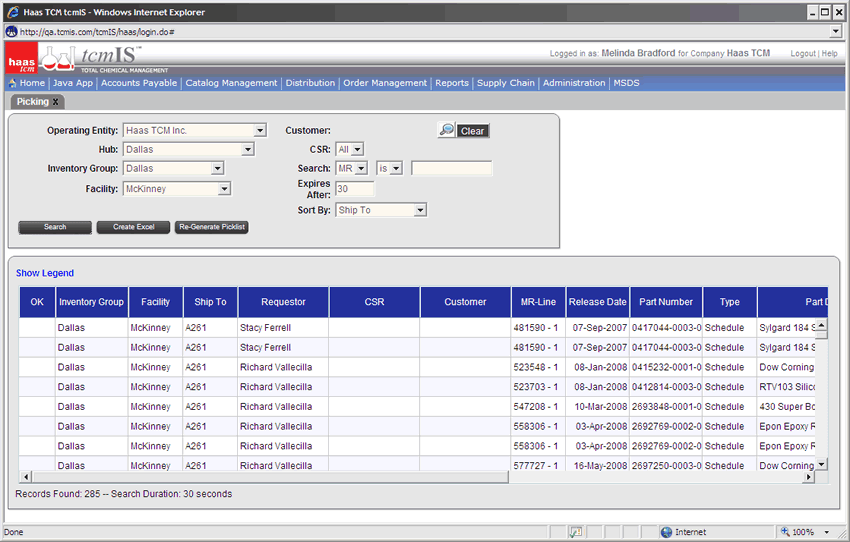 Haas TCM tcmIS - Windows Internet Explorer
http://qa.tcmis.com/tcmIS/haas/login.do#
haas tcm tcmIS™ TOTAL CHEMICAL MANAGEMENT
Logged in as: Melinda Bradford for Company Haas TCM Logout | Help
Home | Java App | Accounts Payable | Catalog Management | Distribution | Order Management | Reports | Supply Chain | Administration | MSDS
Picking X
Operating Entity: Haas TCM Inc. Customer: Clear
Hub: Dallas CSR: All
Inventory Group: Dallas Search: MR is
Facility: McKinney Expires After: 30
Sort By: Ship To
Search Create Excel Re-Generate Picklist
Show Legend
OK Inventory Group Facility Ship To Requestor CSR Customer MR-Line Release Date Part Number Type Part D
Dallas McKinney A261 Stacy Ferrell 481590 - 1 07-Sep-2007 0417044-0003-0 Schedule Sylgard 184 S
Dallas McKinney A261 Stacy Ferrell 481590 - 1 07-Sep-2007 0417044-0003-0 Schedule Sylgard 184 S
Dallas McKinney A261 Richard Vallecilla 523548 - 1 08-Jan-2008 0415232-0001-0 Schedule Dow Corning
Dallas McKinney A261 Richard Vallecilla 523703 - 1 08-Jan-2008 0412814-0003-0 Schedule RTV103 Silico
Dallas McKinney A261 Richard Vallecilla 547208 - 1 10-Mar-2008 2693848-0001-0 Schedule 430 Super Bo
Dallas McKinney A261 Richard Vallecilla 558306 - 1 03-Apr-2008 2692769-0002-0 Schedule Epon Epoxy R
Dallas McKinney A261 Richard Vallecilla 558306 - 1 03-Apr-2008 2692769-0002-0 Schedule Epon Epoxy R
Dallas McKinney A261 Richard Vallecilla 577727 - 1 16-May-2008 2697250-0003-0 Schedule Dow Corning
Records Found: 285 -- Search Duration: 30 seconds
Done Internet 100%